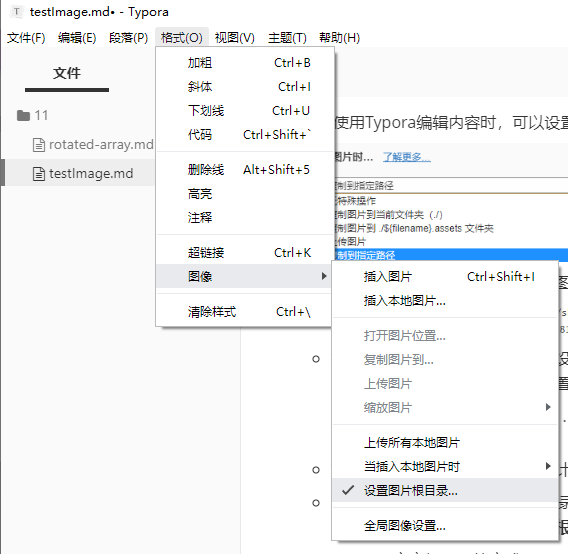 testImage.md• - Typora
文件(F) 编辑(E) 段落(P) 格式(O) 视图(V) 主题(T) 帮助(H)
文件
11
rotated-array.md
testImage.md
加粗 Ctrl+B
斜体 Ctrl+I
下划线 Ctrl+U
代码 Ctrl+Shift+`
删除线 Alt+Shift+5
高亮
注释
超链接 Ctrl+K
图像
清除样式 Ctrl+\
使用Typora编辑内容时，可以设
图片时... 了解更多...
制到指定路径
特殊操作
制图片到当前文件夹 (./)
制图片到 ./${filename}.assets 文件夹
传图片
制到指定路径
插入图片 Ctrl+Shift+I
插入本地图片...
打开图片位置...
复制图片到...
上传图片
缩放图片
上传所有本地图片
当插入本地图片时
设置图片根目录...
全局图像设置...